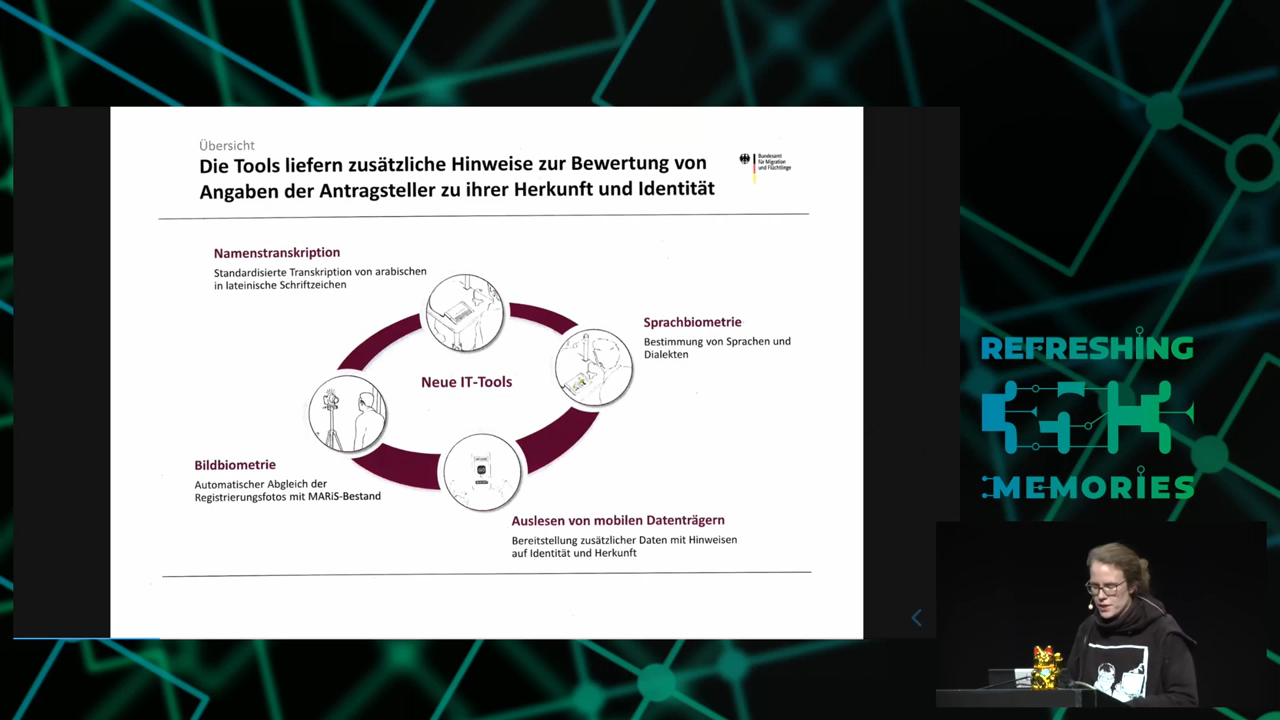 Übersicht
Die Tools liefern zusätzliche Hinweise zur Bewertung von
Angaben der Antragsteller zu ihrer Herkunft und Identität
Bundesamt
für Migration
und Flüchtlinge
Namenstranskription
Standardisierte Transkription von arabischen
in lateinische Schriftzeichen
Sprachbiometrie
Bestimmung von Sprachen und
Dialekten
Neue IT-Tools
Bildbiometrie
Automatischer Abgleich der
Registrierungsfotos mit MARiS-Bestand
Auslesen von mobilen Datenträgern
Bereitstellung zusätzlicher Daten mit Hinweisen
auf Identität und Herkunft
REFRESHING
MEMORIES